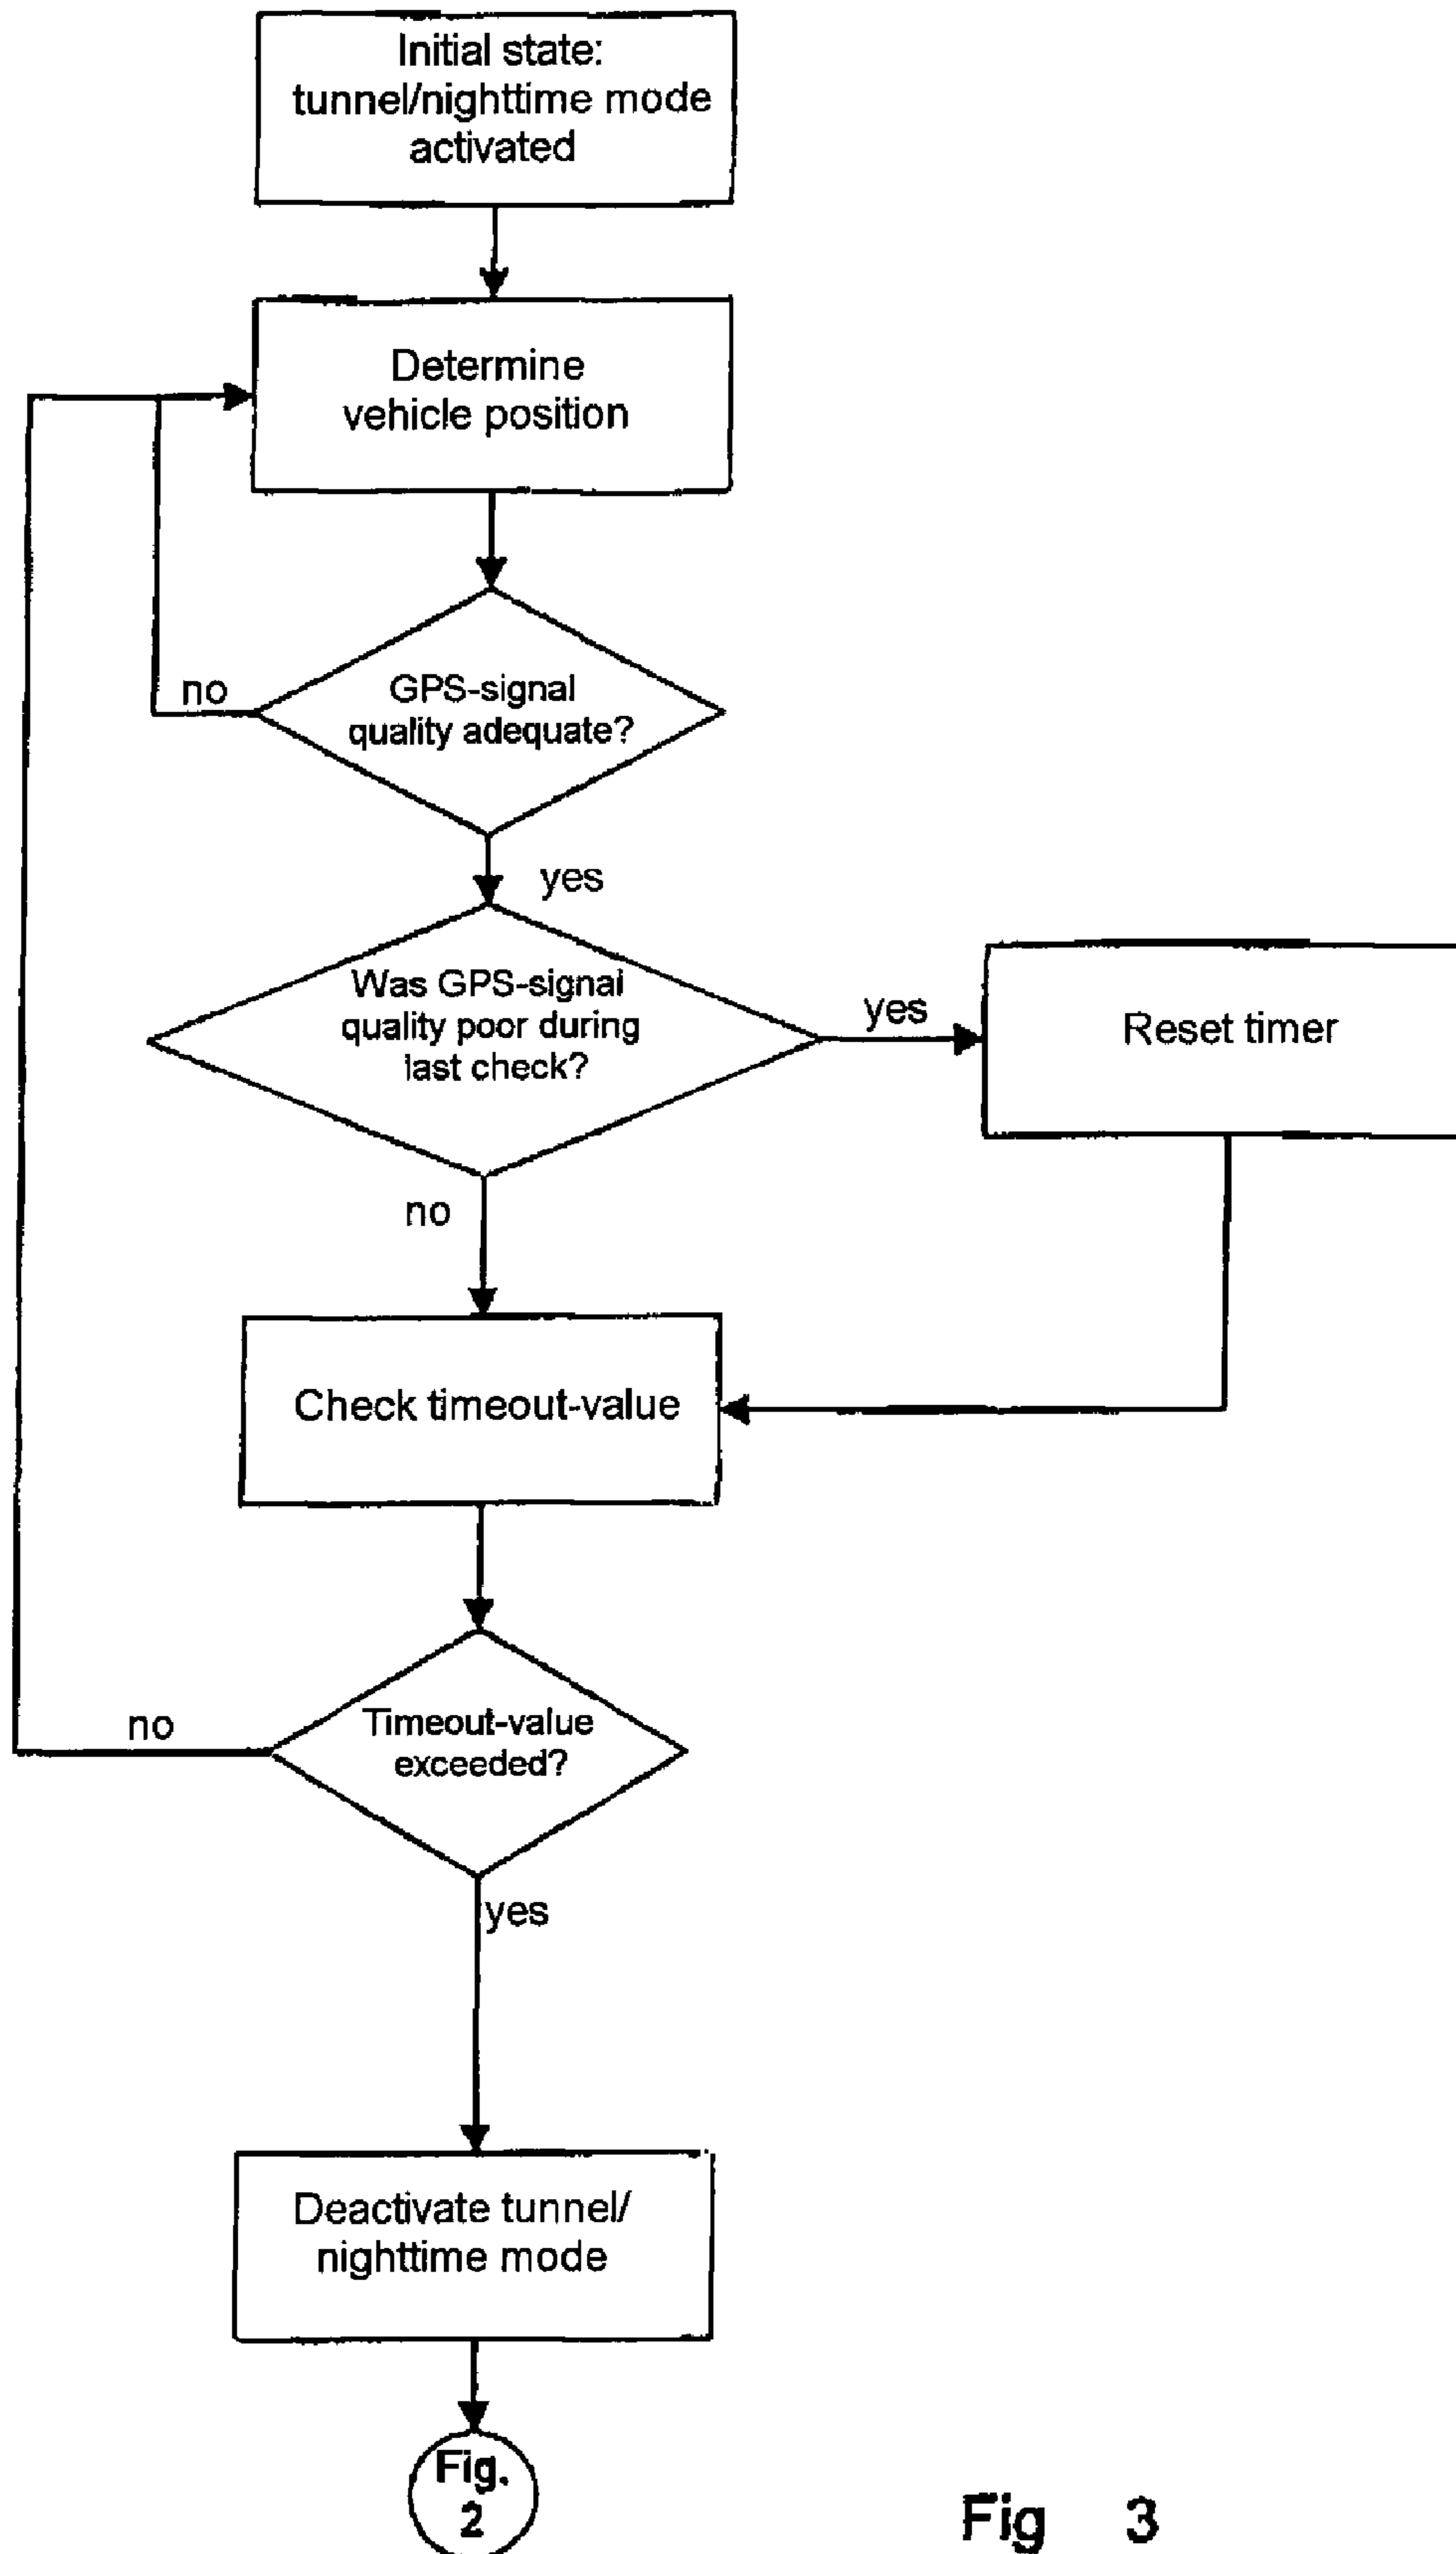 Initial state:
tunnel/nighttime mode
activated
Determine
vehicle position
no
GPS-signal
quality adequate?
yes
Was GPS-signal
quality poor during
last check?
yes
Reset timer
no
Check timeout-value
no
Timeout-value
exceeded?
yes
Deactivate tunnel/
nighttime mode
Fig.
2
Fig 3